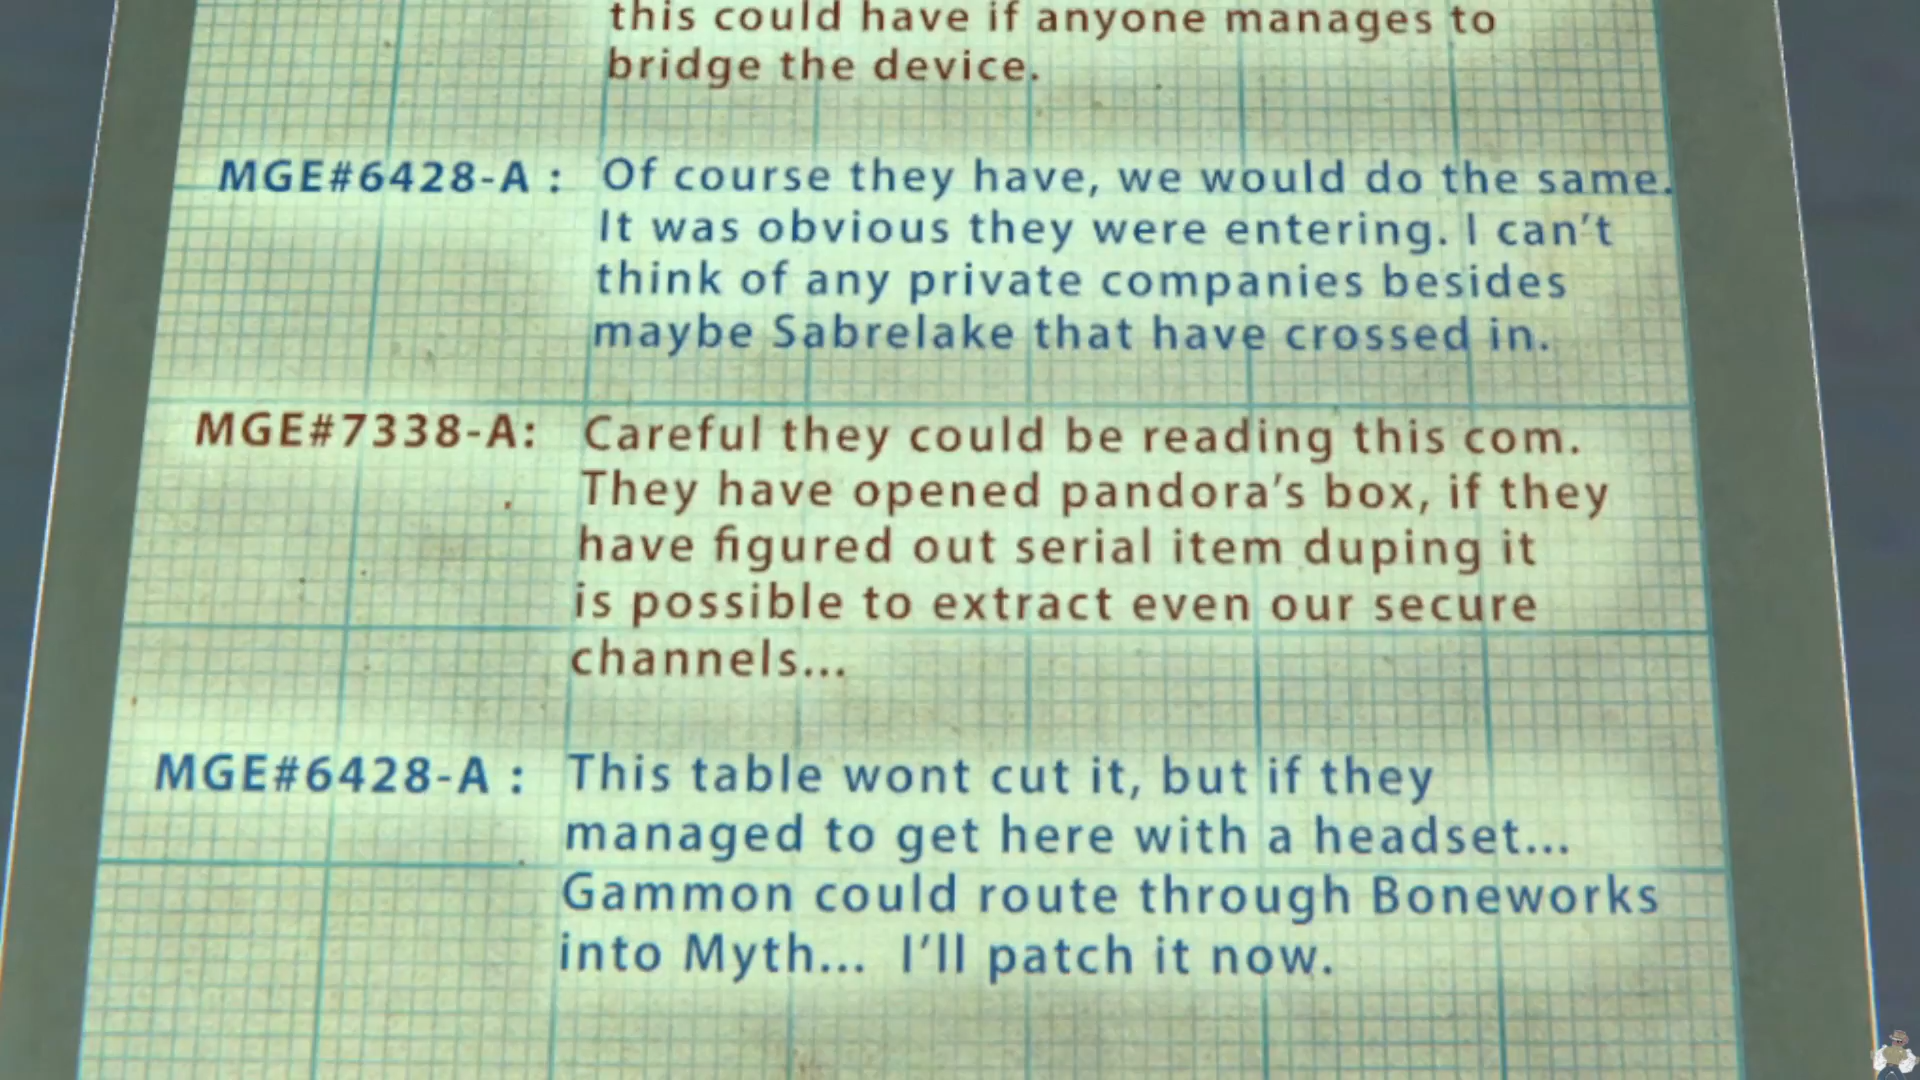 this could have if anyone manages to
bridge the device.
MGE#6428-A : Of course they have, we would do the same.
It was obvious they were entering. I can't
think of any private companies besides
maybe Sabrelake that have crossed in.
MGE#7338-A: Careful they could be reading this com.
They have opened pandora's box, if they
have figured out serial item duping it
is possible to extract even our secure
channels...
MGE#6428-A : This table wont cut it, but if they
managed to get here with a headset...
Gammon could route through Boneworks
into Myth... I'll patch it now.